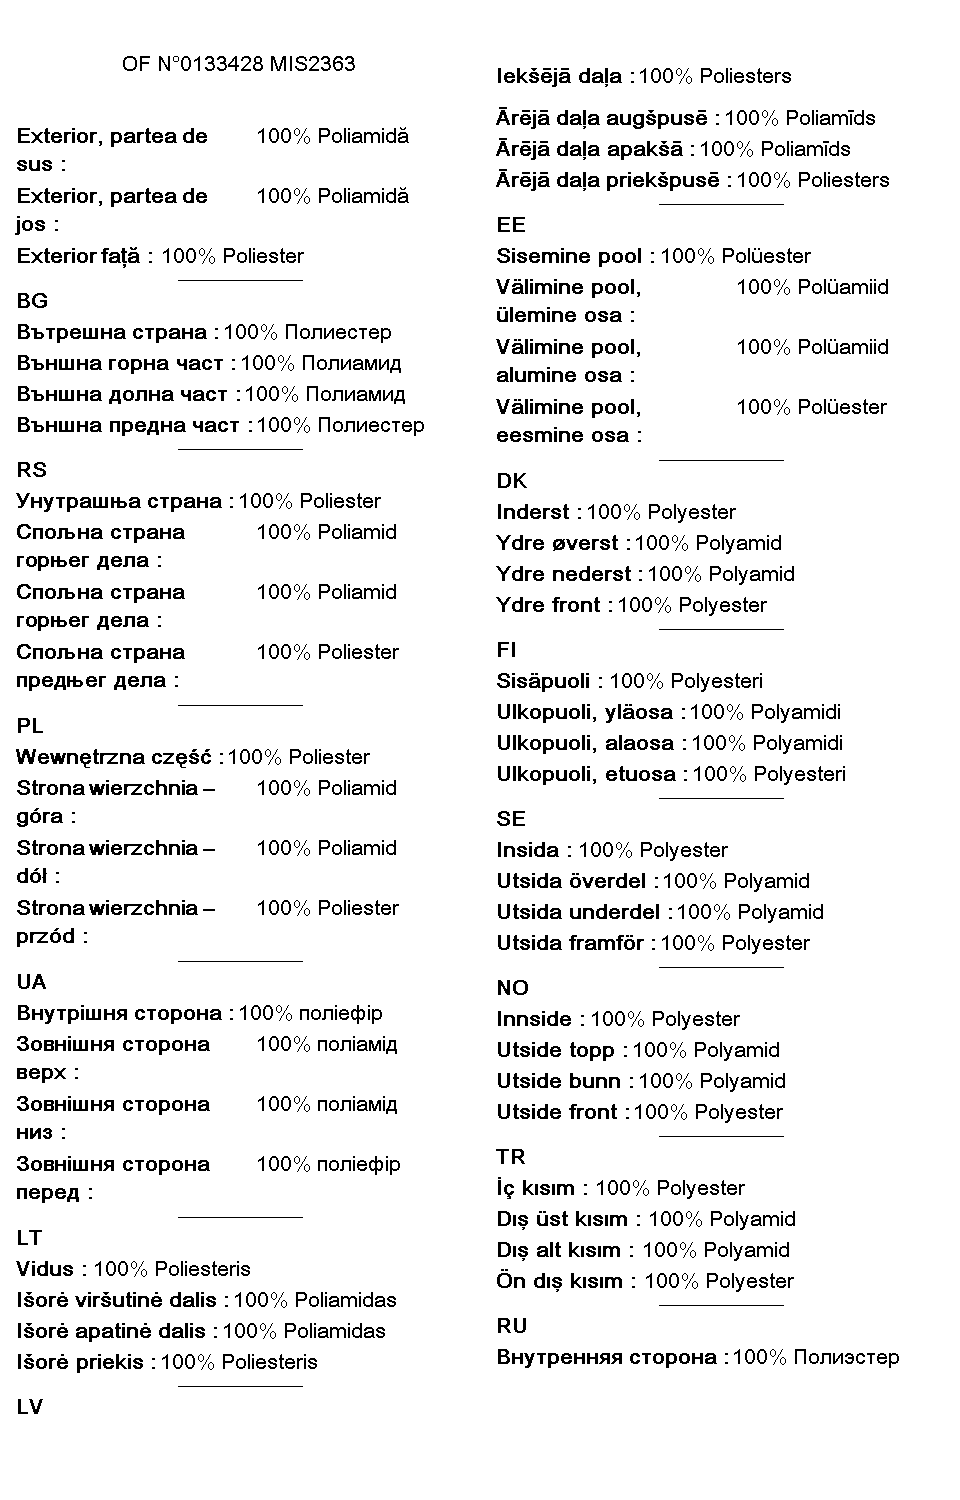 OF N°0133428 MIS2363
Exterior, partea de 100% Poliamidă
sus :
Exterior, partea de 100% Poliamidă
jos :
Exterior față : 100% Poliester
BG
Вътрешна страна : 100% Полиестер
Външна горна част : 100% Полиамид
Външна долна част : 100% Полиамид
Външна предна част : 100% Полиестер
RS
Унутрашња страна : 100% Poliester
Спољна страна 100% Poliamid
горњег дела :
Спољна страна 100% Poliamid
горњег дела :
Спољна страна 100% Poliester
предњег дела :
PL
Wewnętrzna część : 100% Poliester
Strona wierzchnia – 100% Poliamid
góra :
Strona wierzchnia – 100% Poliamid
dół :
Strona wierzchnia – 100% Poliester
przód :
UA
Внутрішня сторона : 100% поліефір
Зовнішня сторона 100% поліамід
верх :
Зовнішня сторона 100% поліамід
низ :
Зовнішня сторона 100% поліефір
перед :
LT
Vidus : 100% Poliesteris
Išorė viršutinė dalis : 100% Poliamidas
Išorė apatinė dalis : 100% Poliamidas
Išorė priekis : 100% Poliesteris
LV
Iekšējā daļa : 100% Poliesters
Ārējā daļa augšpusē : 100% Poliamīds
Ārējā daļa apakšā : 100% Poliamīds
Ārējā daļa priekšpusē : 100% Poliesters
EE
Sisemine pool : 100% Polüester
Välimine pool, 100% Polüamiid
ülemine osa :
Välimine pool, 100% Polüamiid
alumine osa :
Välimine pool, 100% Polüester
eesmine osa :
DK
Inderst : 100% Polyester
Ydre øverst : 100% Polyamid
Ydre nederst : 100% Polyamid
Ydre front : 100% Polyester
FI
Sisäpuoli : 100% Polyesteri
Ulkopuoli, yläosa : 100% Polyamidi
Ulkopuoli, alaosa : 100% Polyamidi
Ulkopuoli, etuosa : 100% Polyesteri
SE
Insida : 100% Polyester
Utsida överdel : 100% Polyamid
Utsida underdel : 100% Polyamid
Utsida framför : 100% Polyester
NO
Innside : 100% Polyester
Utside topp : 100% Polyamid
Utside bunn : 100% Polyamid
Utside front : 100% Polyester
TR
İç kısım : 100% Polyester
Dış üst kısım : 100% Polyamid
Dış alt kısım : 100% Polyamid
Ön dış kısım : 100% Polyester
RU
Внутренняя сторона : 100% Полиэстер